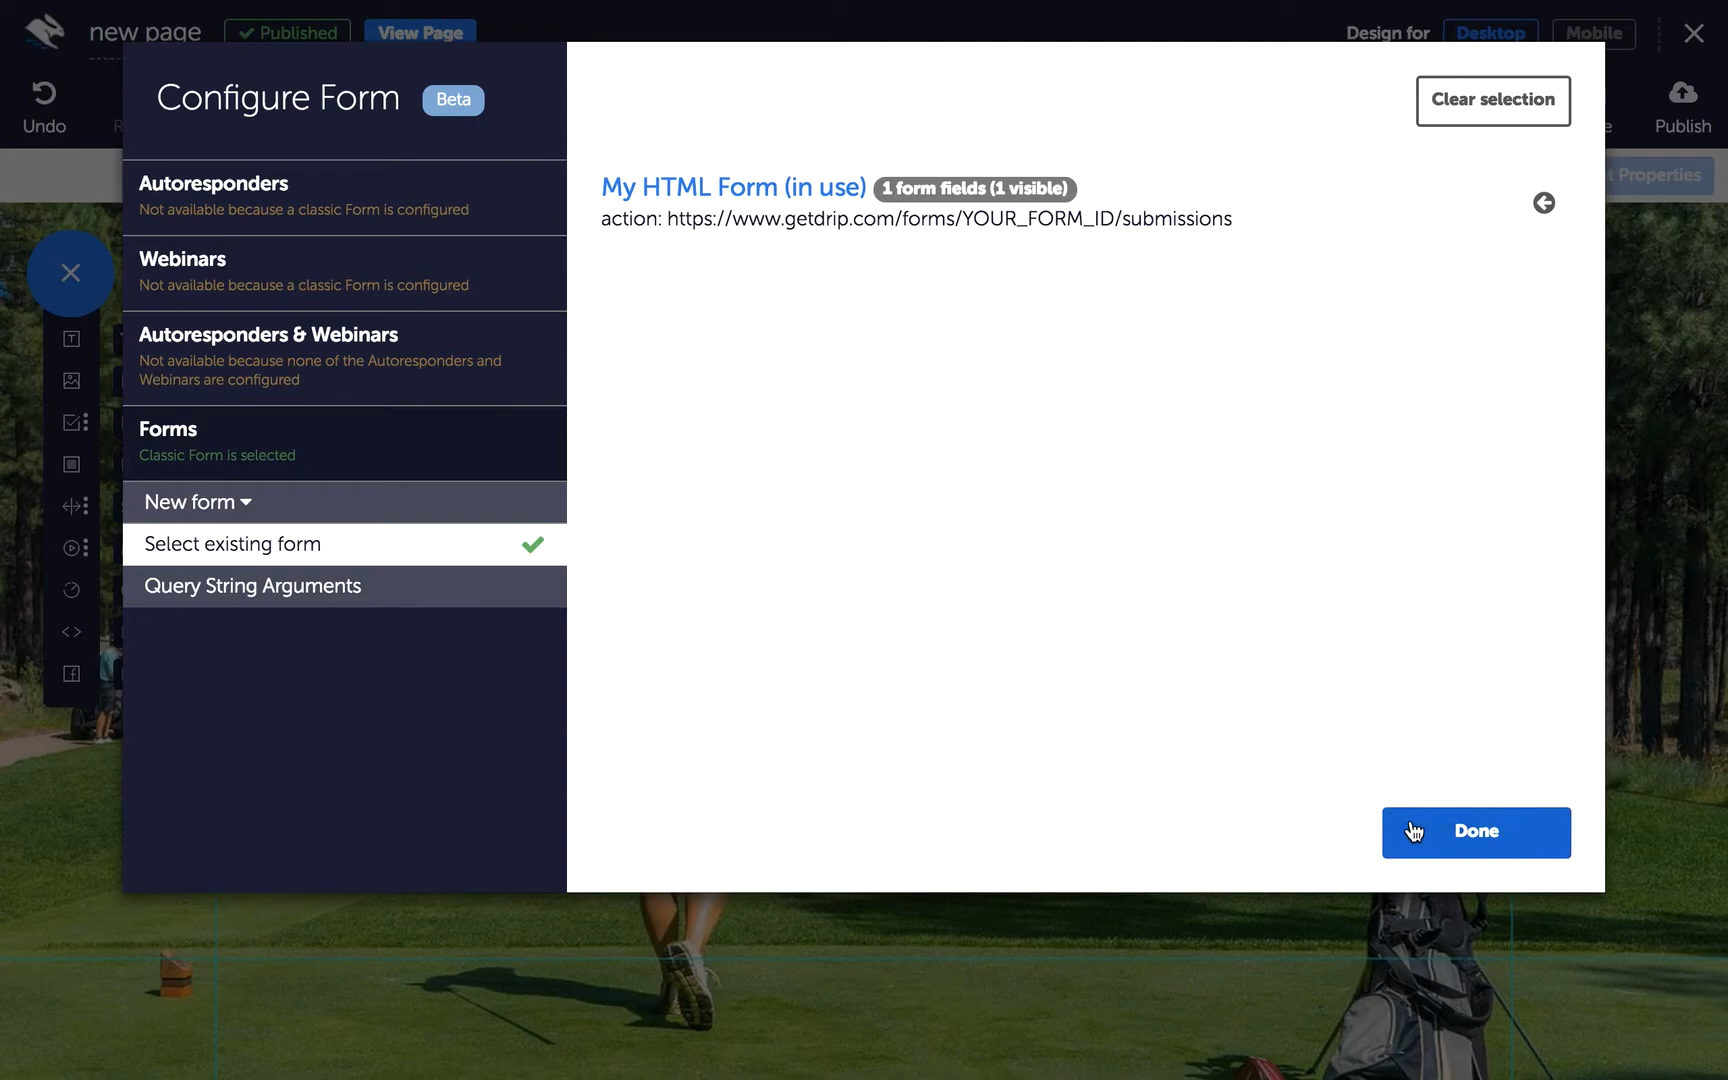 new page
Published
View Page
Design for
Desktop
Mobile
Undo
R
e
Publish
t Properties
Configure Form
Beta
Autoresponders
Not available because a classic Form is configured
Webinars
Not available because a classic Form is configured
Autoresponders & Webinars
Not available because none of the Autoresponders and
Webinars are configured
Forms
Classic Form is selected
New form
Select existing form
Query String Arguments
Clear selection
My HTML Form (in use) 1 form fields (1 visible)
action: https://www.getdrip.com/forms/YOUR_FORM_ID/submissions
Done